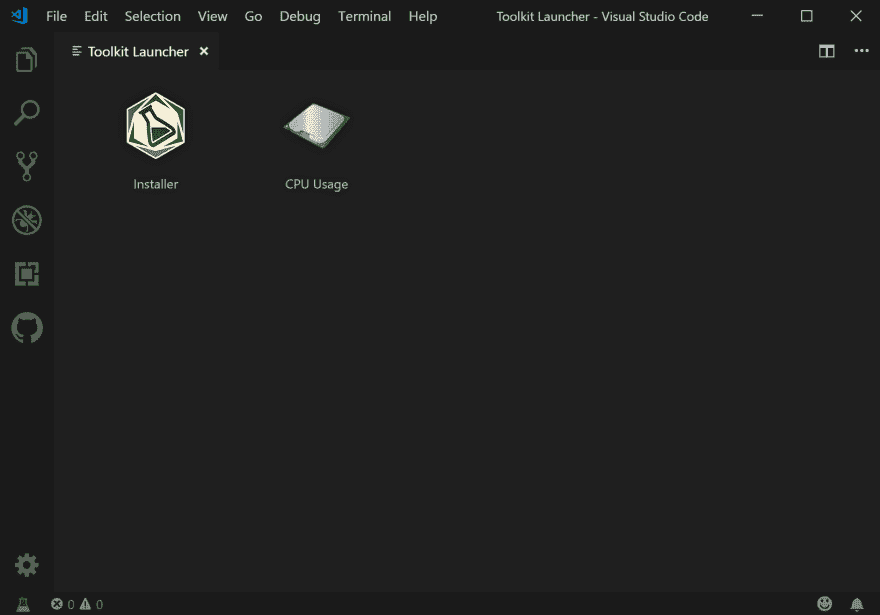 File Edit Selection View Go Debug Terminal Help Toolkit Launcher - Visual Studio Code
Toolkit Launcher
Installer CPU Usage
0 0